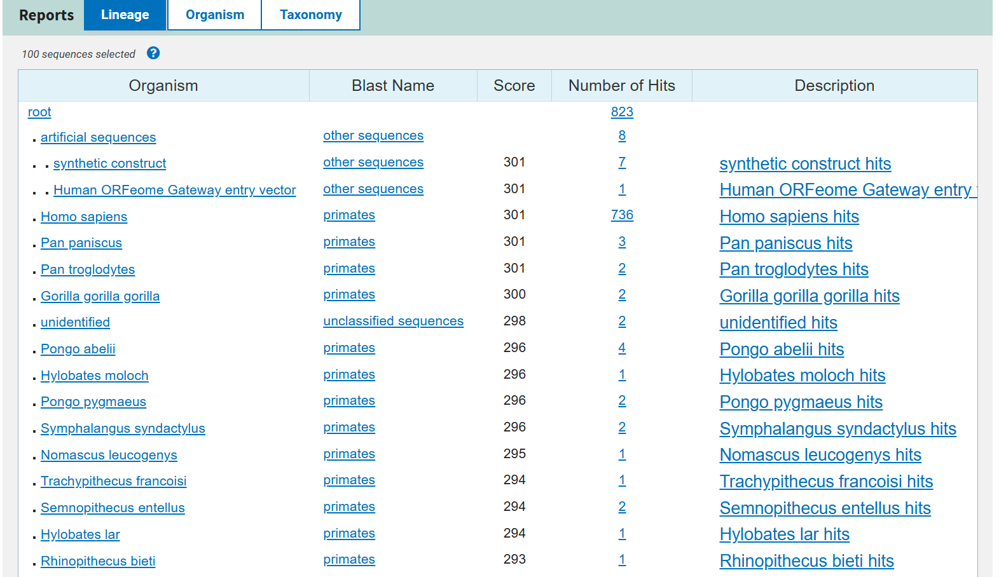 Reports Lineage Organism Taxonomy
100 sequences selected ?
Organism Blast Name Score Number of Hits Description
root 823
. artificial sequences other sequences 8
. . synthetic construct other sequences 301 7 synthetic construct hits
. . Human ORFeome Gateway entry vector other sequences 301 1 Human ORFeome Gateway entry
. Homo sapiens primates 301 736 Homo sapiens hits
. Pan paniscus primates 301 3 Pan paniscus hits
. Pan troglodytes primates 301 2 Pan troglodytes hits
. Gorilla gorilla gorilla primates 300 2 Gorilla gorilla gorilla hits
. unidentified unclassified sequences 298 2 unidentified hits
. Pongo abelii primates 296 4 Pongo abelii hits
. Hylobates moloch primates 296 1 Hylobates moloch hits
. Pongo pygmaeus primates 296 2 Pongo pygmaeus hits
. Symphalangus syndactylus primates 296 2 Symphalangus syndactylus hits
. Nomascus leucogenys primates 295 1 Nomascus leucogenys hits
. Trachypithecus francoisi primates 294 1 Trachypithecus francoisi hits
. Semnopithecus entellus primates 294 2 Semnopithecus entellus hits
. Hylobates lar primates 294 1 Hylobates lar hits
. Rhinopithecus bieti primates 293 1 Rhinopithecus bieti hits